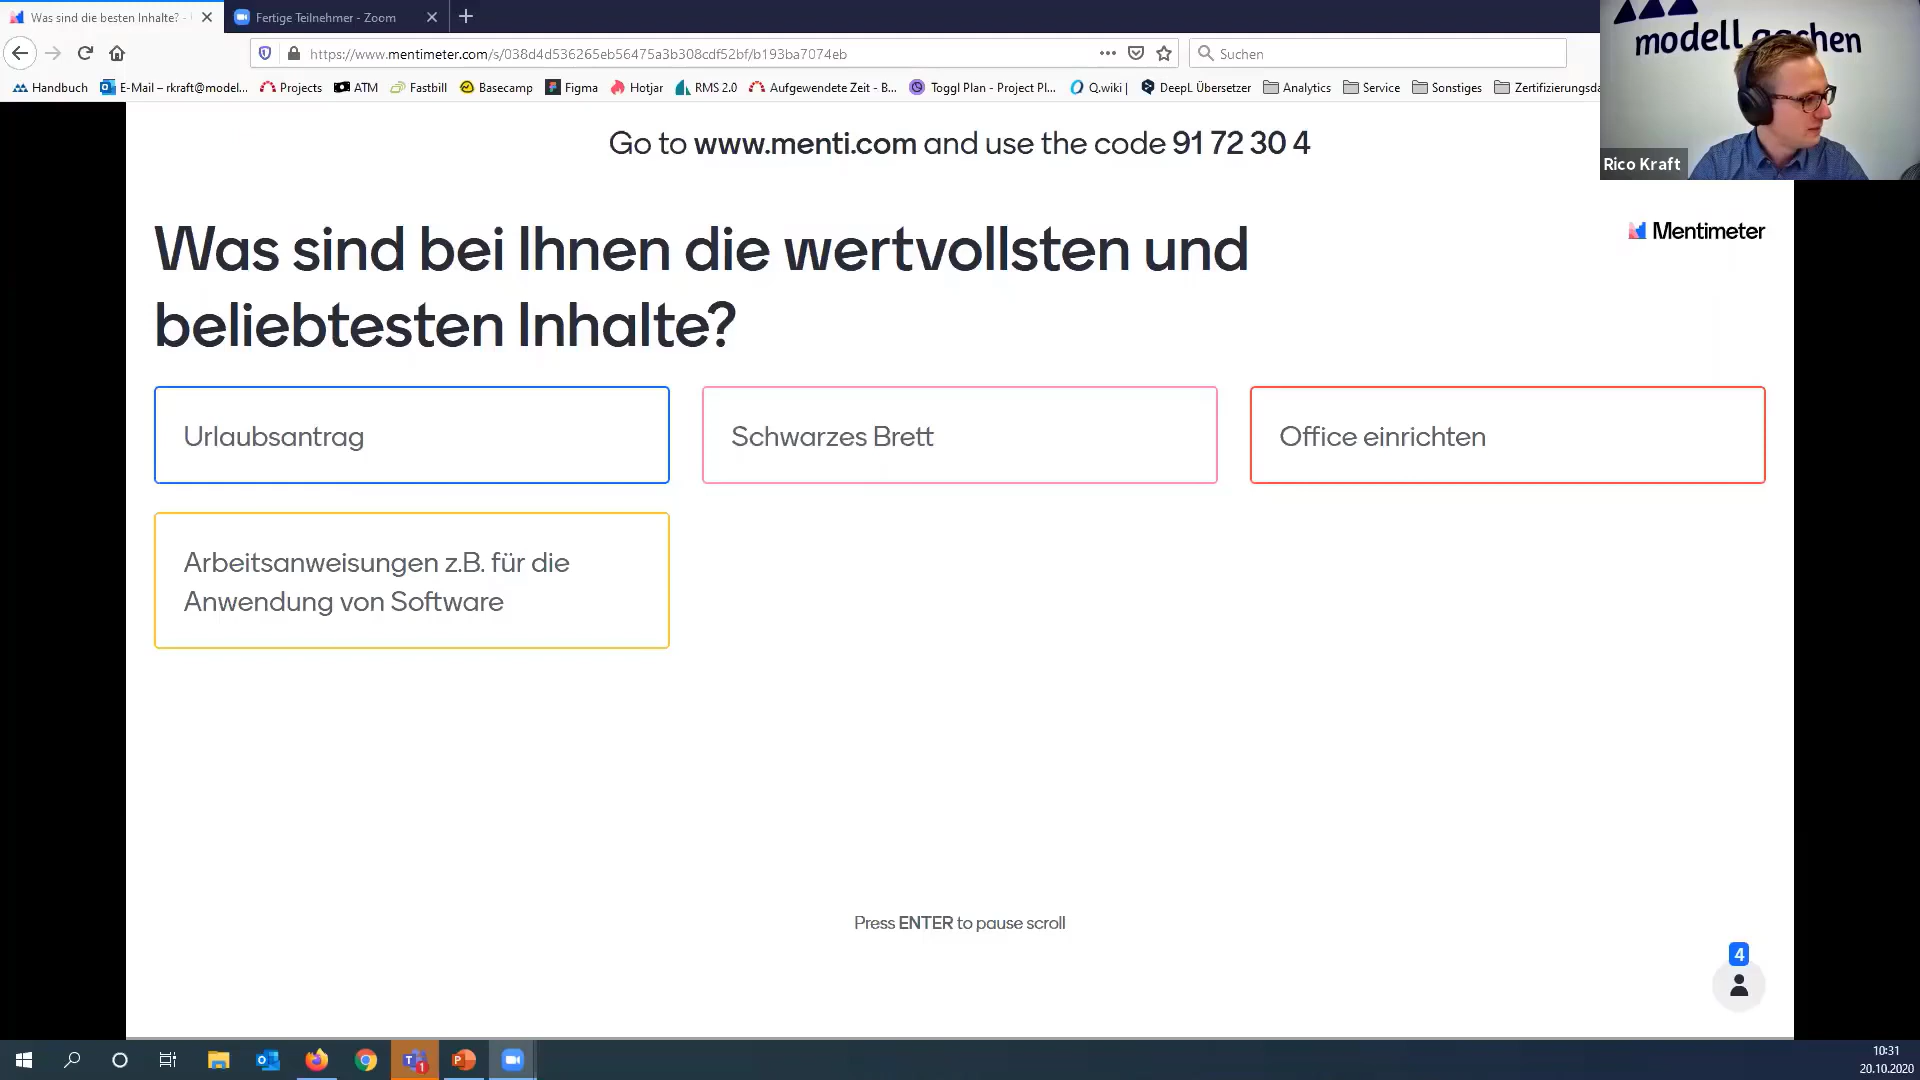 Was sind die besten Inhalte? -
Fertige Teilnehmer - Zoom
https://www.mentimeter.com/s/038d4d536265eb56475a3b308cdf52bf/b193ba7074eb
Suchen
Handbuch
E-Mail – rkraft@model...
Projects
ATM
Fastbill
Basecamp
Figma
Hotjar
RMS 2.0
Aufgewendete Zeit - B...
Toggl Plan - Project Pl...
Q.wiki |
DeepL Übersetzer
Analytics
Service
Sonstiges
Zertifizierungsda
modell aachen
Rico Kraft
Go to www.menti.com and use the code 91 72 30 4
Mentimeter
Was sind bei Ihnen die wertvollsten und
beliebtesten Inhalte?
Urlaubsantrag
Schwarzes Brett
Office einrichten
Arbeitsanweisungen z.B. für die
Anwendung von Software
Press ENTER to pause scroll
4
1
10:31
20.10.2020